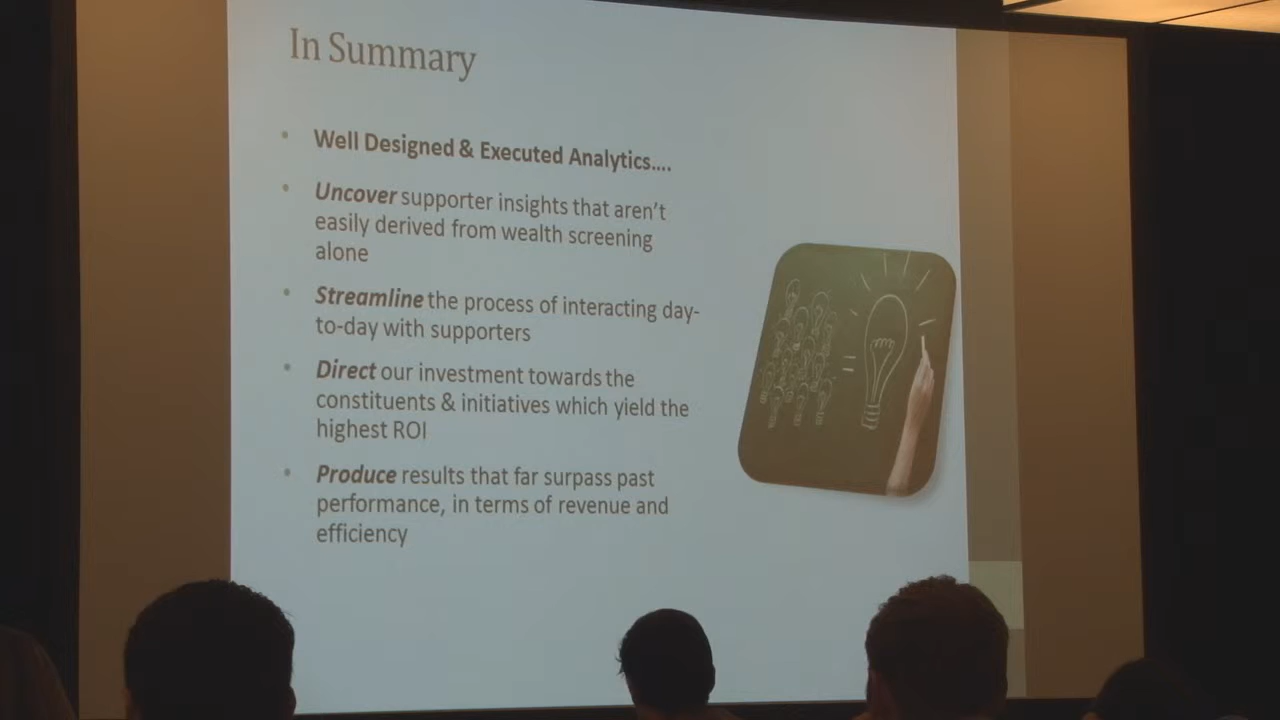 In Summary
Well Designed & Executed Analytics....
Uncover supporter insights that aren't
easily derived from wealth screening
alone
Streamline the process of interacting day-
to-day with supporters
Direct our investment towards the
constituents & initiatives which yield the
highest ROI
Produce results that far surpass past
performance, in terms of revenue and
efficiency